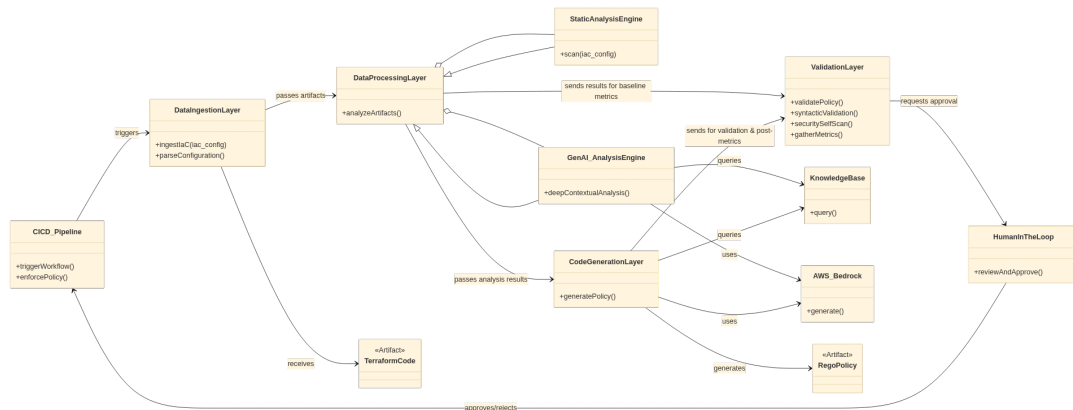 StaticAnalysisEngine
+scan(iac_config)
DataProcessingLayer
+analyzeArtifacts()
ValidationLayer
+validatePolicy()
+syntacticValidation()
+securitySelfScan()
+gatherMetrics()
DataIngestionLayer
+ingestIaC(iac_config)
+parseConfiguration()
passes artifacts
sends results for baseline
metrics
requests approval
triggers
sends for validation & post-
metrics
GenAI_AnalysisEngine
+deepContextualAnalysis()
queries
KnowledgeBase
+query()
CICD_Pipeline
+triggerWorkflow()
+enforcePolicy()
queries
HumanInTheLoop
+reviewAndApprove()
uses
CodeGenerationLayer
+generatePolicy()
passes analysis results
AWS_Bedrock
+generate()
uses
«Artifact»
TerraformCode
receives
«Artifact»
RegoPolicy
generates
approves/rejects